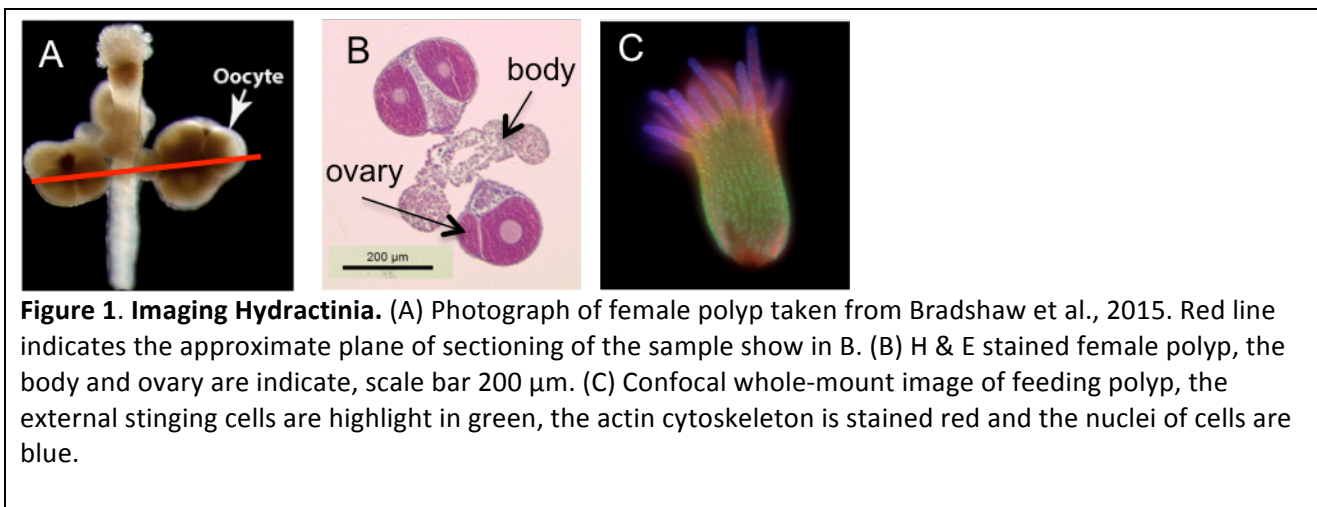 A
Oocyte
B
body
ovary
200 µm
C
Figure 1. Imaging Hydractinia. (A) Photograph of female polyp taken from Bradshaw et al., 2015. Red line
indicates the approximate plane of sectioning of the sample show in B. (B) H & E stained female polyp, the
body and ovary are indicate, scale bar 200 µm. (C) Confocal whole-mount image of feeding polyp, the
external stinging cells are highlight in green, the actin cytoskeleton is stained red and the nuclei of cells are
blue.